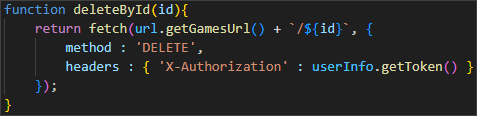 function deleteById(id){
    return fetch(url.getGamesUrl() + `/${id}`, {
        method : 'DELETE',
        headers : { 'X-Authorization' : userInfo.getToken() }
    });
}